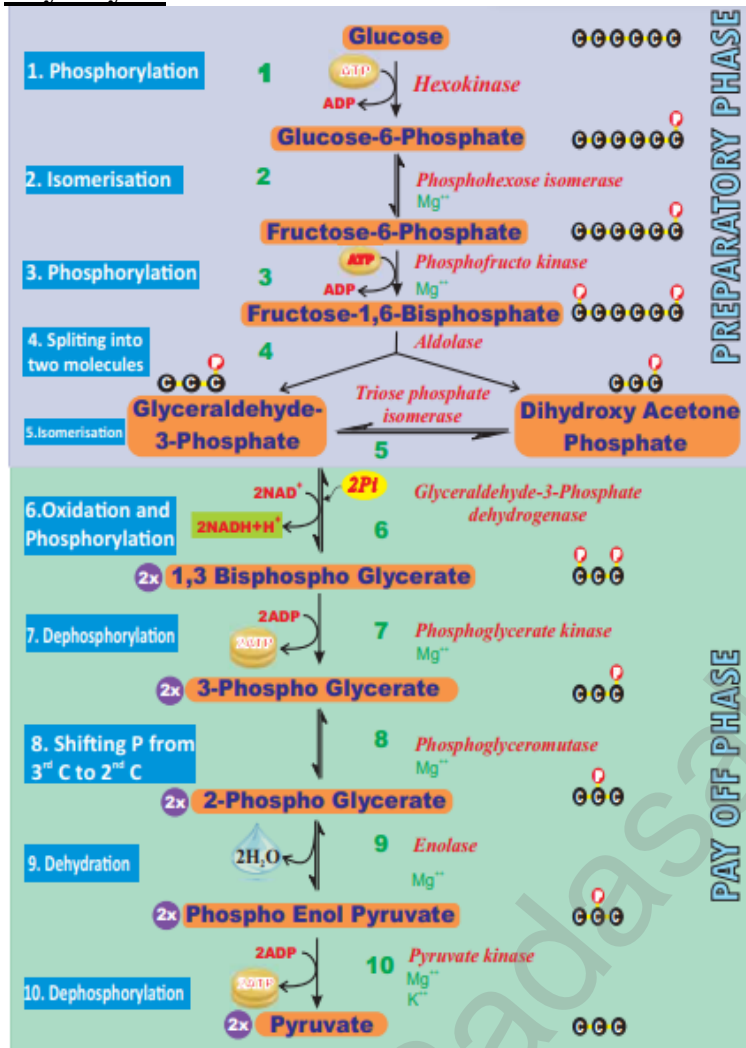 Glucose
C C C C C C
1. Phosphorylation
1
ATP
ADP
Hexokinase
P
Glucose-6-Phosphate
C C C C C C
2. Isomerisation
2
Phosphohexose isomerase
Mg++
P
Fructose-6-Phosphate
C C C C C C
3. Phosphorylation
3
ATP
ADP
Phosphofructo kinase
Mg++
P P
Fructose-1,6-Bisphosphate
C C C C C C
4. Spliting into
two molecules
4
Aldolase
P
C C C
P
C C C
Glyceraldehyde-
3-Phosphate
Triose phosphate
isomerase
Dihydroxy Acetone
Phosphate
5.Isomerisation
5
PREPARATORY PHASE
6.Oxidation and
Phosphorylation
2NAD+
2Pi
2NADH+H+
6
Glyceraldehyde-3-Phosphate
dehydrogenase
P P
2x 1,3 Bisphospho Glycerate
C C C
7. Dephosphorylation
2ADP
2ATP
7
Phosphoglycerate kinase
Mg++
P
2x 3-Phospho Glycerate
C C C
8. Shifting P from
3rd C to 2nd C
8
Phosphoglyceromutase
Mg++
P
2x 2-Phospho Glycerate
C C C
9. Dehydration
2H2O
9
Enolase
Mg++
P
2x Phospho Enol Pyruvate
C C C
10. Dephosphorylation
2ADP
2ATP
10
Pyruvate kinase
Mg++
K++
2x Pyruvate
C C C
PAY OFF PHASE